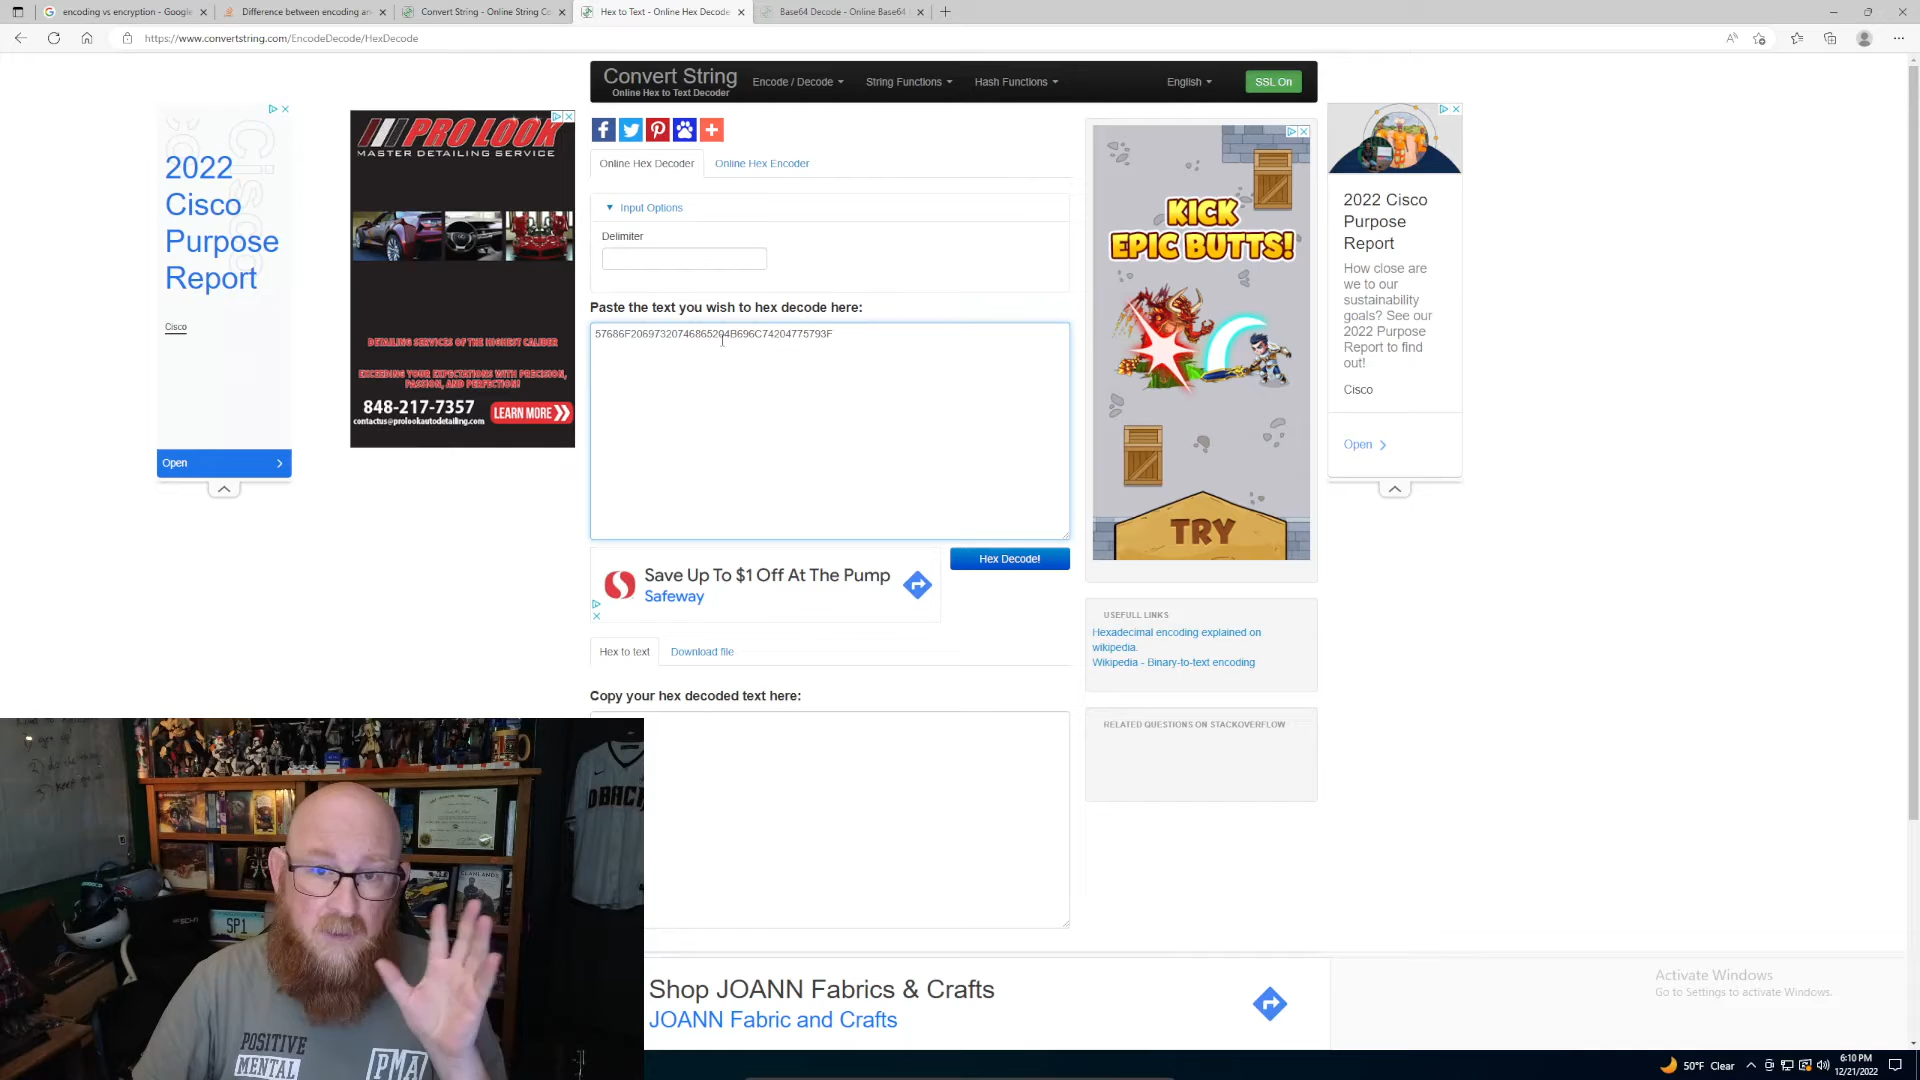 encoding vs encryption - Google
Difference between encoding an
Convert String - Online String Co
Hex to Text - Online Hex Decode
Base64 Decode - Online Base64
https://www.convertstring.com/EncodeDecode/HexDecode
Convert String
Online Hex to Text Decoder
Encode / Decode
String Functions
Hash Functions
English
SSL On
2022
Cisco
Purpose
Report
Cisco
Open
PRO LOOK
MASTER DETAILING SERVICE
DETAILING SERVICES OF THE HIGHEST CALIBER
EXCEEDING YOUR EXPECTATIONS WITH PRECISION,
PASSION, AND PERFECTION!
848-217-7357
contactus@prolookautodetailing.com
LEARN MORE
Online Hex Decoder
Online Hex Encoder
Input Options
Delimiter
Paste the text you wish to hex decode here:
57686F20697320746865204B696C74204775793F
Hex Decode!
Save Up To $1 Off At The Pump
Safeway
Hex to text
Download file
Copy your hex decoded text here:
KICK
EPIC BUTTS!
TRY
USEFULL LINKS
Hexadecimal encoding explained on
wikipedia.
Wikipedia - Binary-to-text encoding
RELATED QUESTIONS ON STACKOVERFLOW
2022 Cisco
Purpose
Report
How close are
we to our
sustainability
goals? See our
2022 Purpose
Report to find
out!
Cisco
Open
DBACK
SP1
POSITIVE
MENTAL
PMA
Shop JOANN Fabrics & Crafts
JOANN Fabric and Crafts
Activate Windows
Go to Settings to activate Windows.
50°F Clear
6:10 PM
12/21/2022